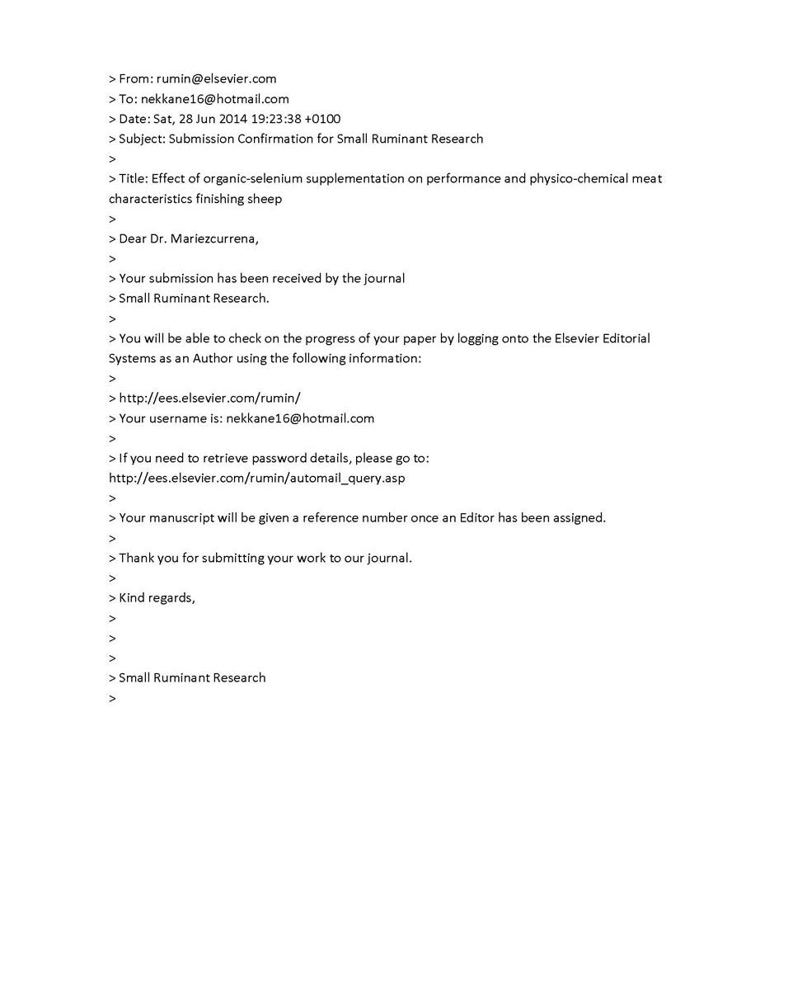 > From: rumin@elsevier.com
> To: nekkane16@hotmail.com
> Date: Sat, 28 Jun 2014 19:23:38 +0100
> Subject: Submission Confirmation for Small Ruminant Research
>
> Title: Effect of organic-selenium supplementation on performance and physico-chemical meat
characteristics finishing sheep
>
> Dear Dr. Mariezcurrena,
>
> Your submission has been received by the journal
> Small Ruminant Research.
>
> You will be able to check on the progress of your paper by logging onto the Elsevier Editorial
Systems as an Author using the following information:
>
> http://ees.elsevier.com/rumin/
> Your username is: nekkane16@hotmail.com
>
> If you need to retrieve password details, please go to:
http://ees.elsevier.com/rumin/automail_query.asp
>
> Your manuscript will be given a reference number once an Editor has been assigned.
>
> Thank you for submitting your work to our journal.
>
> Kind regards,
>
>
>
> Small Ruminant Research
>